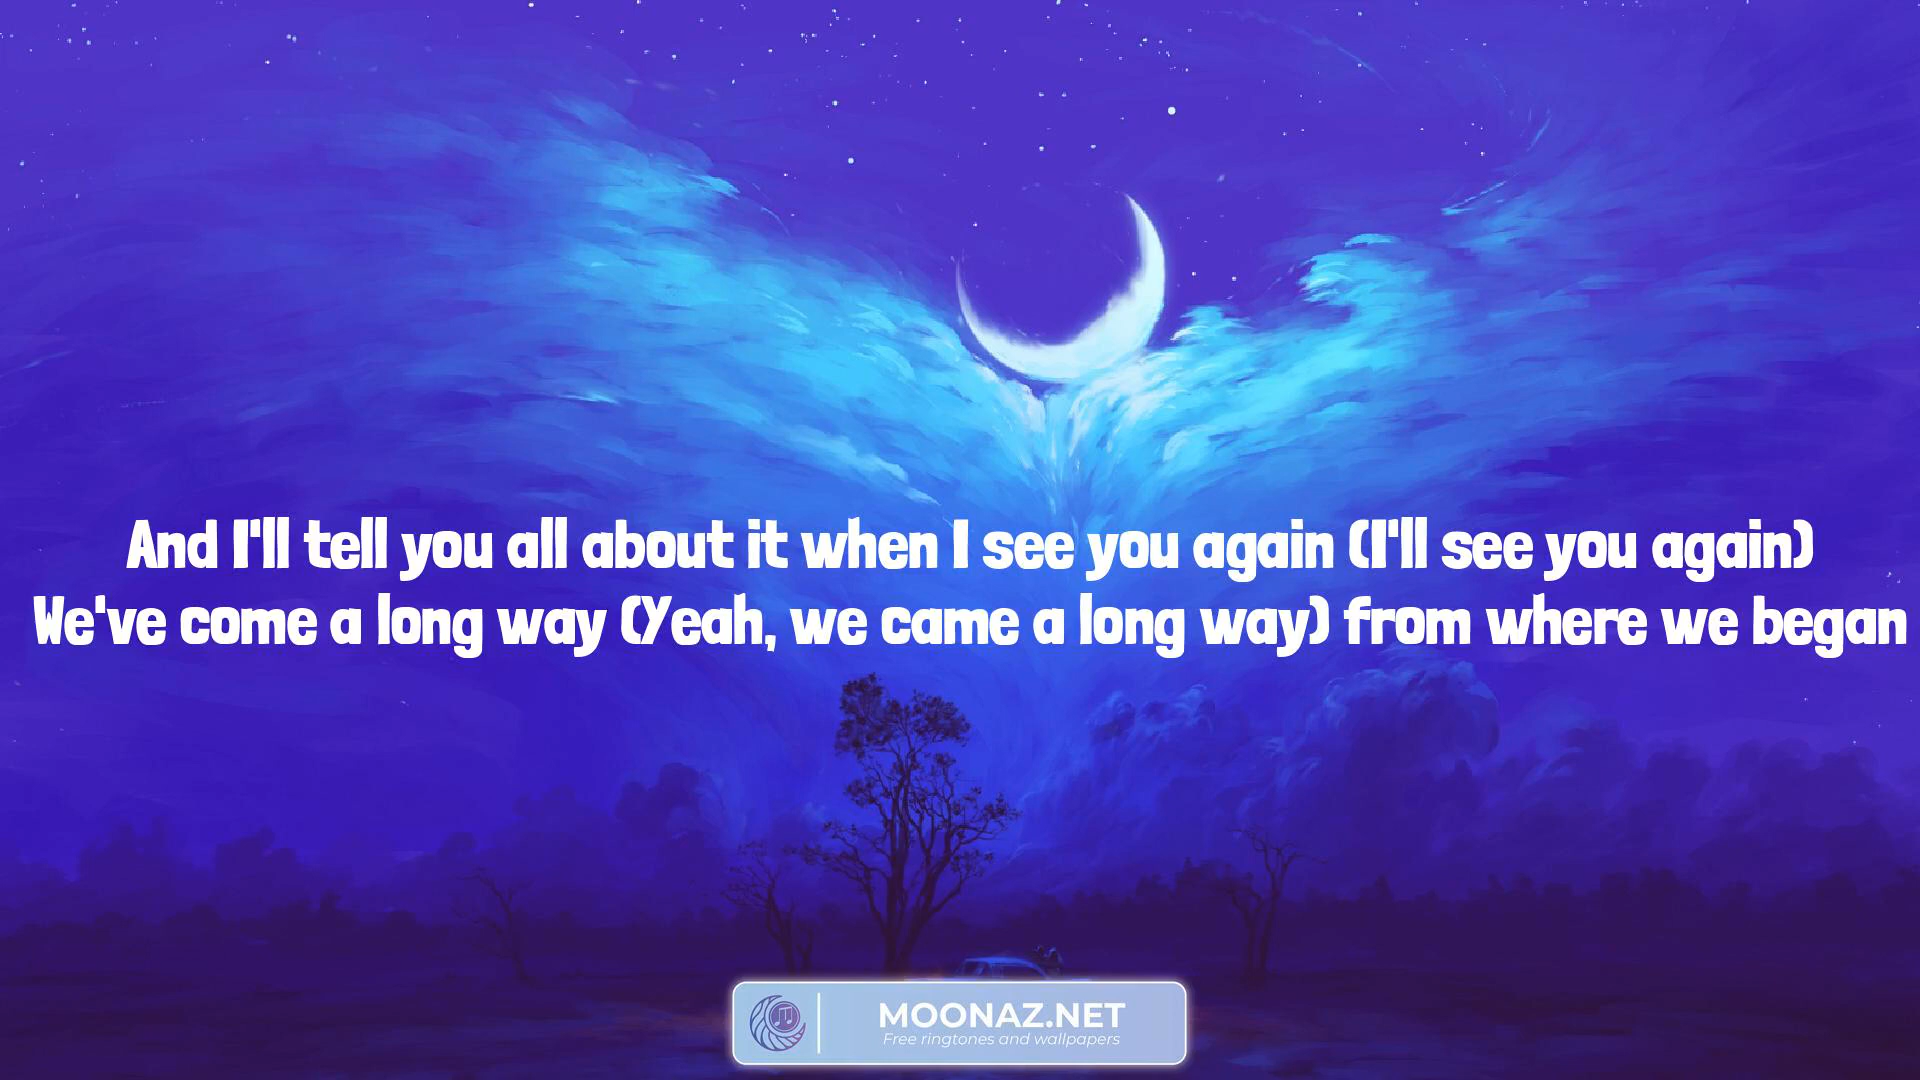 And I'll tell you all about it when I see you again (I'll see you again)
We've come a long way (Yeah, we came a long way) from where we began
MOONAZ.NET
Free ringtones and wallpapers